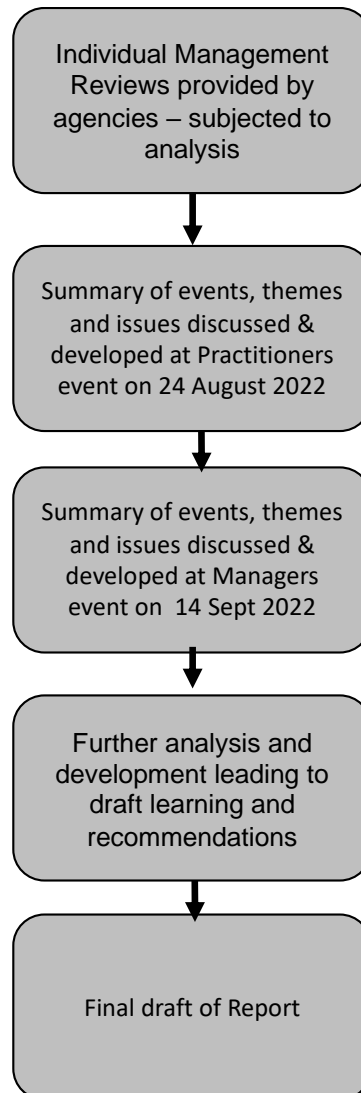 Individual Management
Reviews provided by
agencies – subjected to
analysis
Summary of events, themes
and issues discussed &
developed at Practitioners
event on 24 August 2022
Summary of events, themes
and issues discussed &
developed at Managers
event on 14 Sept 2022
Further analysis and
development leading to
draft learning and
recommendations
Final draft of Report